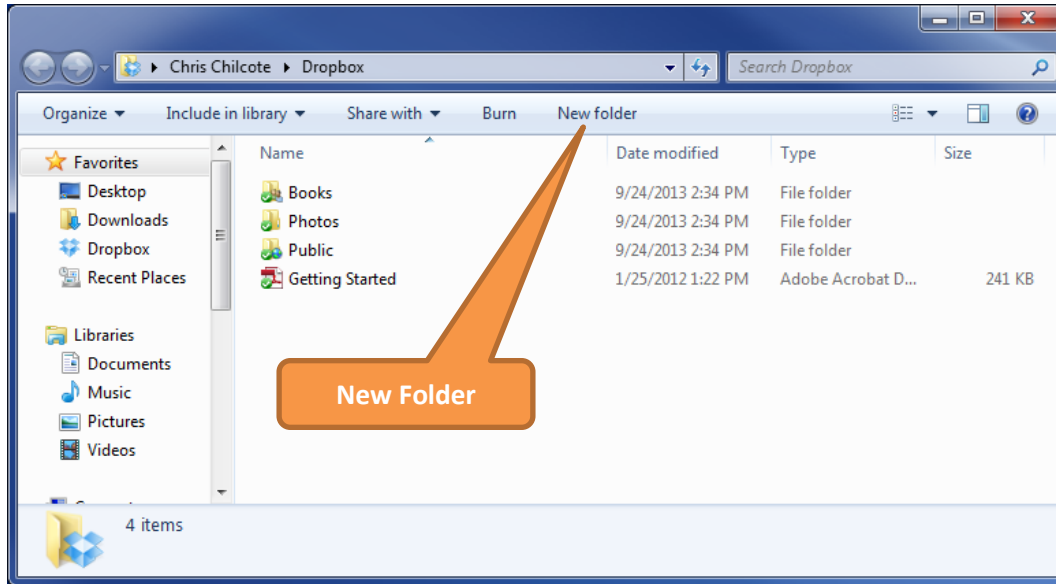 Chris Chilcote Dropbox Search Dropbox
Organize Include in library Share with Burn New folder
Favorites
Desktop
Downloads
Dropbox
Recent Places
Libraries
Documents
Music
Pictures
Videos
Name Date modified Type Size
Books 9/24/2013 2:34 PM File folder
Photos 9/24/2013 2:34 PM File folder
Public 9/24/2013 2:34 PM File folder
Getting Started 1/25/2012 1:22 PM Adobe Acrobat D... 241 KB
New Folder
4 items